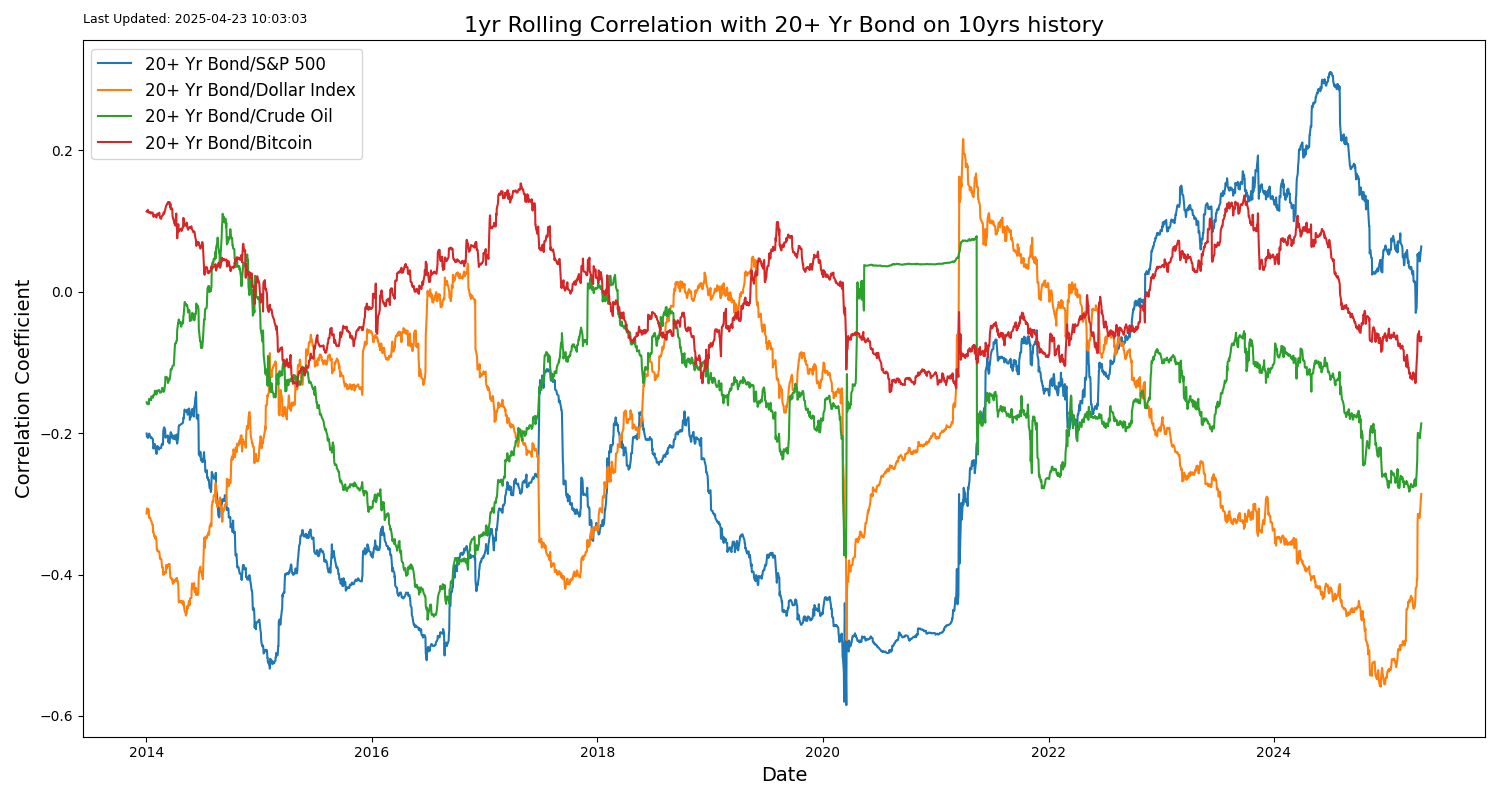 Last Updated: 2025-04-23 10:03:03
1yr Rolling Correlation with 20+ Yr Bond on 10yrs history
20+ Yr Bond/S&P 500
20+ Yr Bond/Dollar Index
20+ Yr Bond/Crude Oil
20+ Yr Bond/Bitcoin
Correlation Coefficient
0.2
0.0
−0.2
−0.4
−0.6
2014
2016
2018
2020
2022
2024
Date